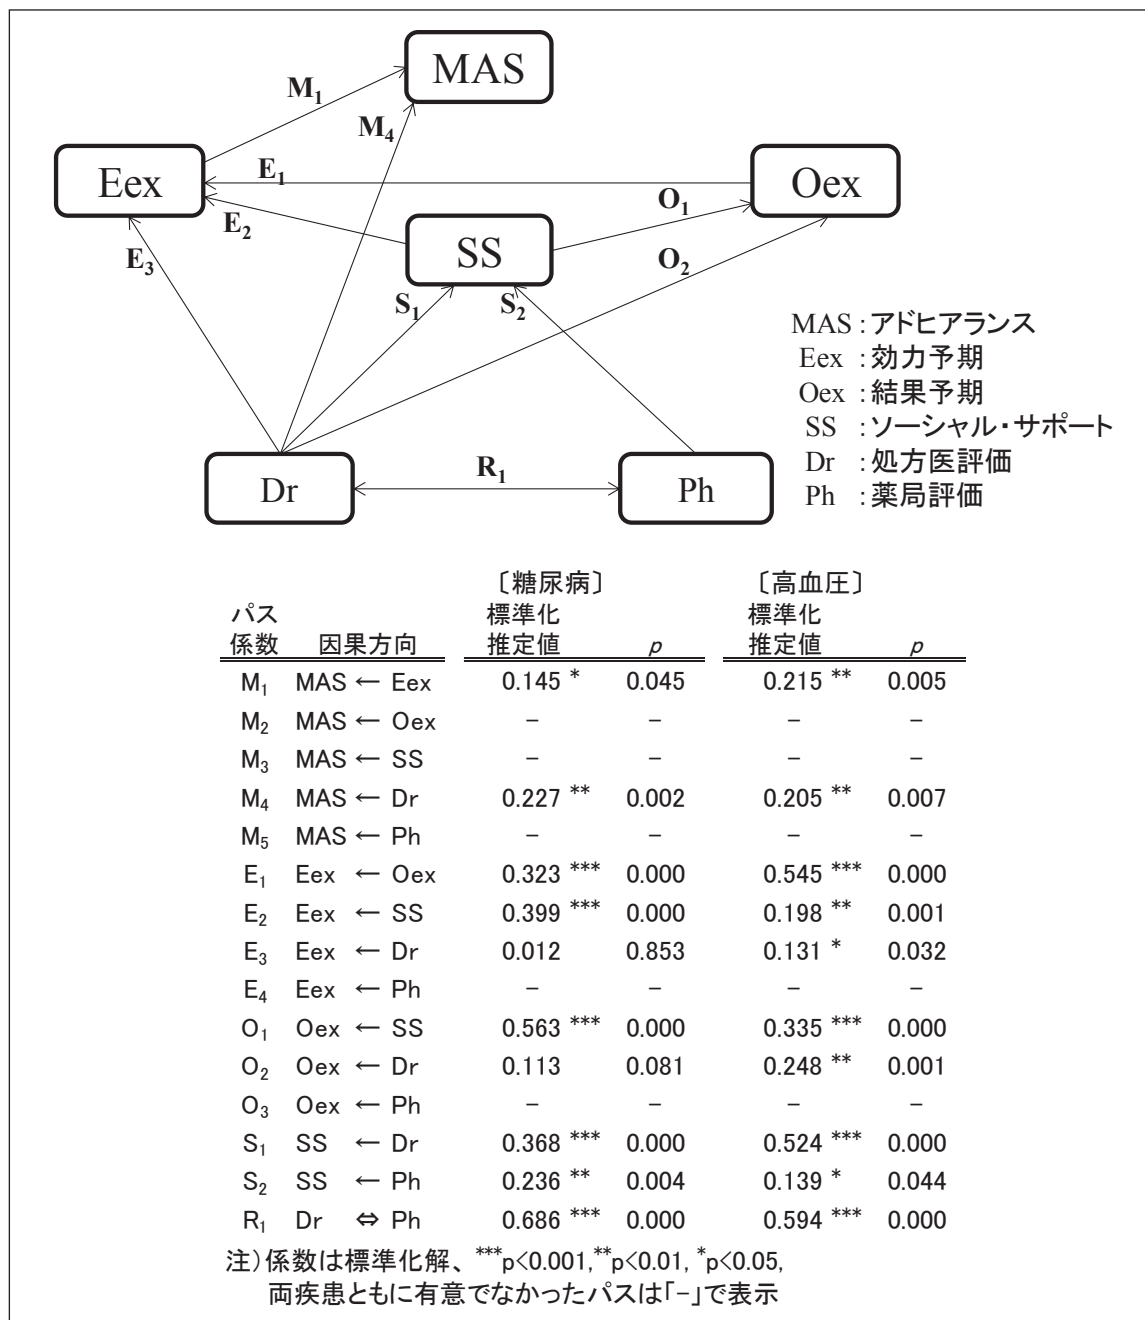 MAS
M₁
M₄
Eex
E₁
Oex
O₁
E₂
SS
E₃
O₂
S₁
S₂
MAS：アドヒアランス
Eex ：効力予期
Oex ：結果予期
SS ：ソーシャル・サポート
Dr ：処方医評価
Ph ：薬局評価
R₁
Dr
Ph
〔糖尿病〕 〔高血圧〕
パス 標準化 標準化
係数 因果方向 推定値 p 推定値 p
M₁ MAS ← Eex 0.145 * 0.045 0.215 ** 0.005
M₂ MAS ← Oex − − − −
M₃ MAS ← SS − − − −
M₄ MAS ← Dr 0.227 ** 0.002 0.205 ** 0.007
M₅ MAS ← Ph − − − −
E₁ Eex ← Oex 0.323 *** 0.000 0.545 *** 0.000
E₂ Eex ← SS 0.399 *** 0.000 0.198 ** 0.001
E₃ Eex ← Dr 0.012 0.853 0.131 * 0.032
E₄ Eex ← Ph − − − −
O₁ Oex ← SS 0.563 *** 0.000 0.335 *** 0.000
O₂ Oex ← Dr 0.113 0.081 0.248 ** 0.001
O₃ Oex ← Ph − − − −
S₁ SS ← Dr 0.368 *** 0.000 0.524 *** 0.000
S₂ SS ← Ph 0.236 ** 0.004 0.139 * 0.044
R₁ Dr ⇔ Ph 0.686 *** 0.000 0.594 *** 0.000
注）係数は標準化解、 ***p<0.001,**p<0.01, *p<0.05,
両疾患ともに有意でなかったパスは「−」で表示